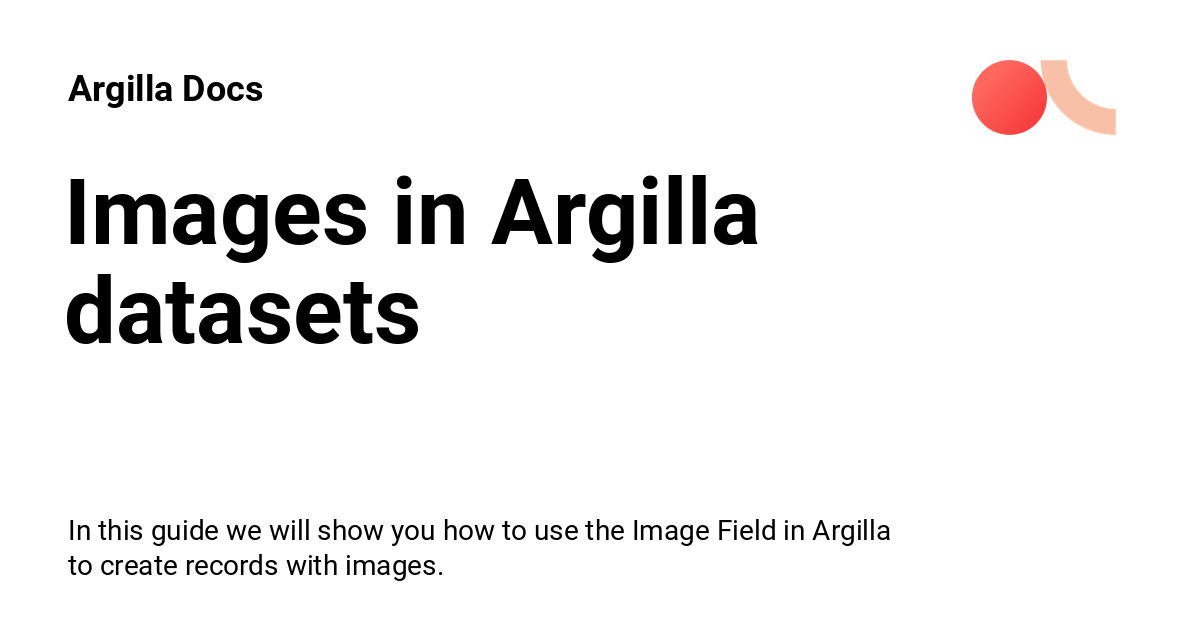 Argilla Docs
Images in Argilla
datasets
In this guide we will show you how to use the Image Field in Argilla
to create records with images.